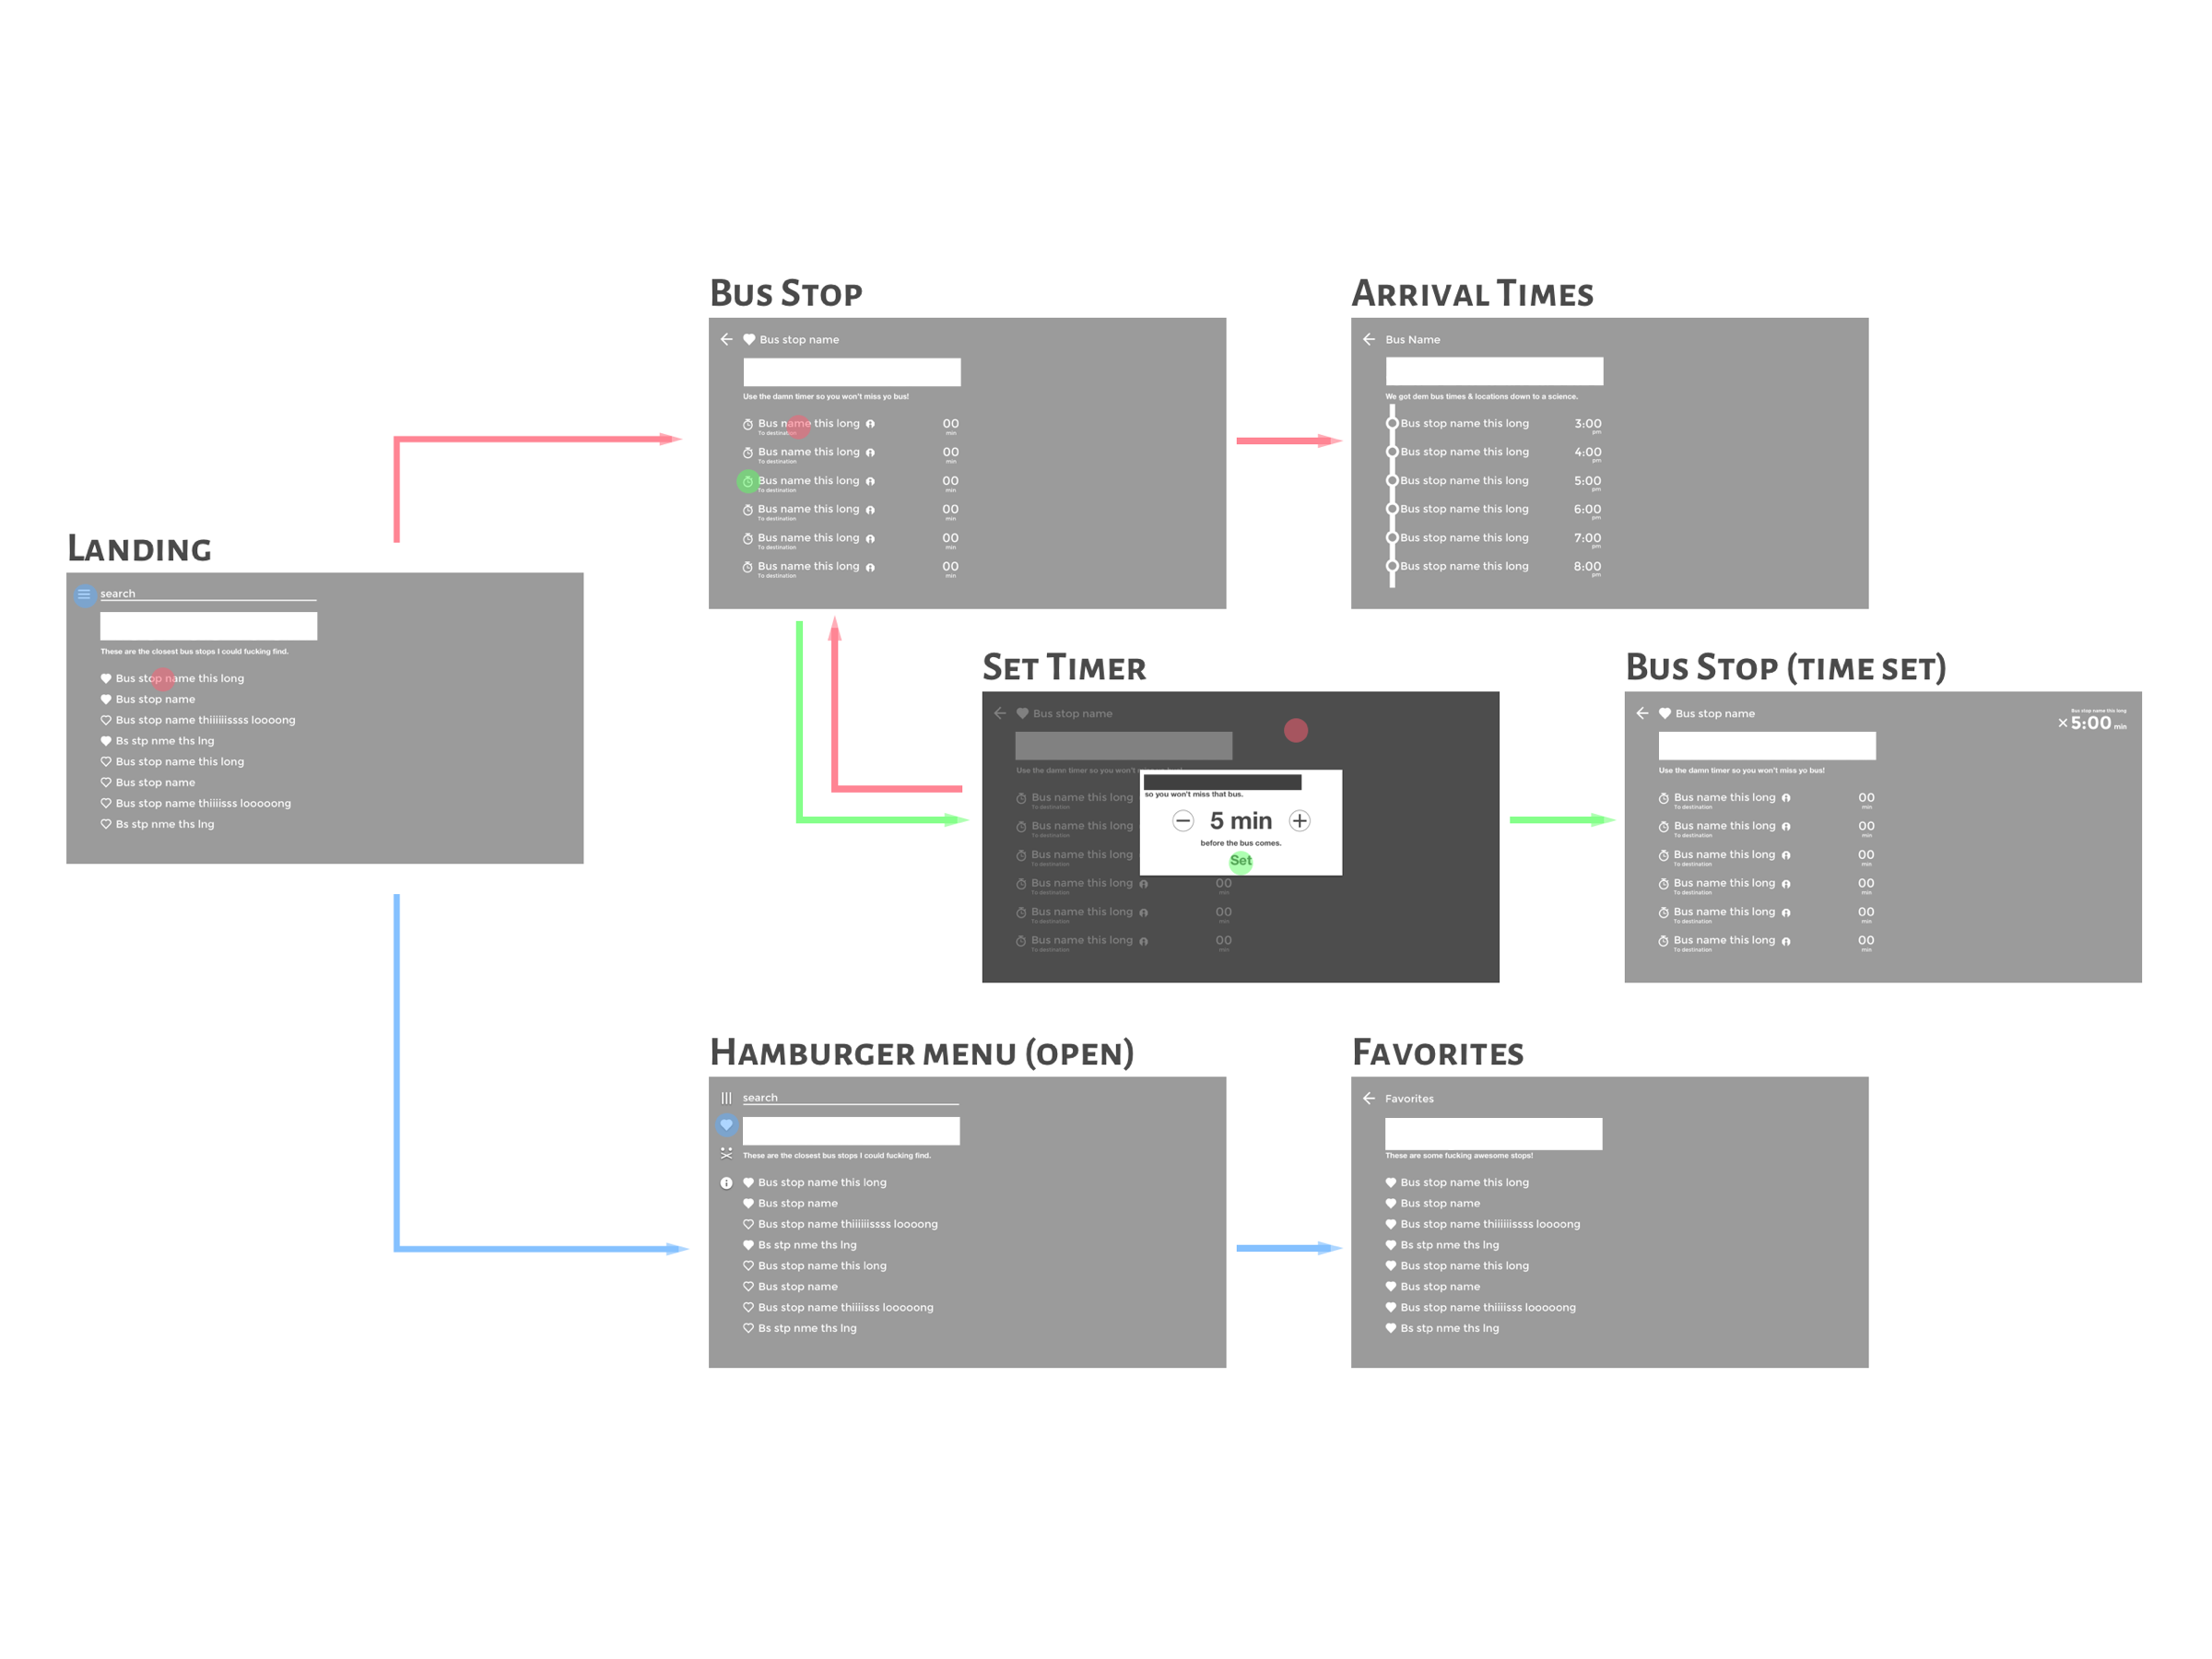 BUS STOP
Bus stop name
Use the damn timer so you won't miss yo bus!
Bus name this long 00
To destination min
Bus name this long 00
To destination min
Bus name this long 00
To destination min
Bus name this long 00
To destination min
Bus name this long 00
To destination min
Bus name this long 00
To destination min
ARRIVAL TIMES
Bus Name
We got dem bus times & locations down to a science.
Bus stop name this long 3:00
pm
Bus stop name this long 4:00
pm
Bus stop name this long 5:00
pm
Bus stop name this long 6:00
pm
Bus stop name this long 7:00
pm
Bus stop name this long 8:00
pm
LANDING
search
These are the closest bus stops I could fucking find.
Bus stop name this long
Bus stop name
Bus stop name thiiiiiissss loooong
Bs stp nme ths lng
Bus stop name this long
Bus stop name
Bus stop name thiiiisss looooong
Bs stp nme ths lng
SET TIMER
Bus stop name
Use the damn timer so you won't
so you won't miss that bus.
5 min
before the bus comes.
Set
Bus name this long
To destination
Bus name this long
To destination
Bus name this long
To destination
Bus name this long 00
To destination min
Bus name this long 00
To destination min
Bus name this long 00
To destination min
BUS STOP (TIME SET)
Bus stop name
Bus stop name this long
×5:00 min
Use the damn timer so you won't miss yo bus!
Bus name this long 00
To destination min
Bus name this long 00
To destination min
Bus name this long 00
To destination min
Bus name this long 00
To destination min
Bus name this long 00
To destination min
Bus name this long 00
To destination min
HAMBURGER MENU (OPEN)
search
These are the closest bus stops I could fucking find.
Bus stop name this long
Bus stop name
Bus stop name thiiiiiissss loooong
Bs stp nme ths lng
Bus stop name this long
Bus stop name
Bus stop name thiiiisss looooong
Bs stp nme ths lng
FAVORITES
Favorites
These are some fucking awesome stops!
Bus stop name this long
Bus stop name
Bus stop name thiiiiiissss loooong
Bs stp nme ths lng
Bus stop name this long
Bus stop name
Bus stop name thiiiisss looooong
Bs stp nme ths lng